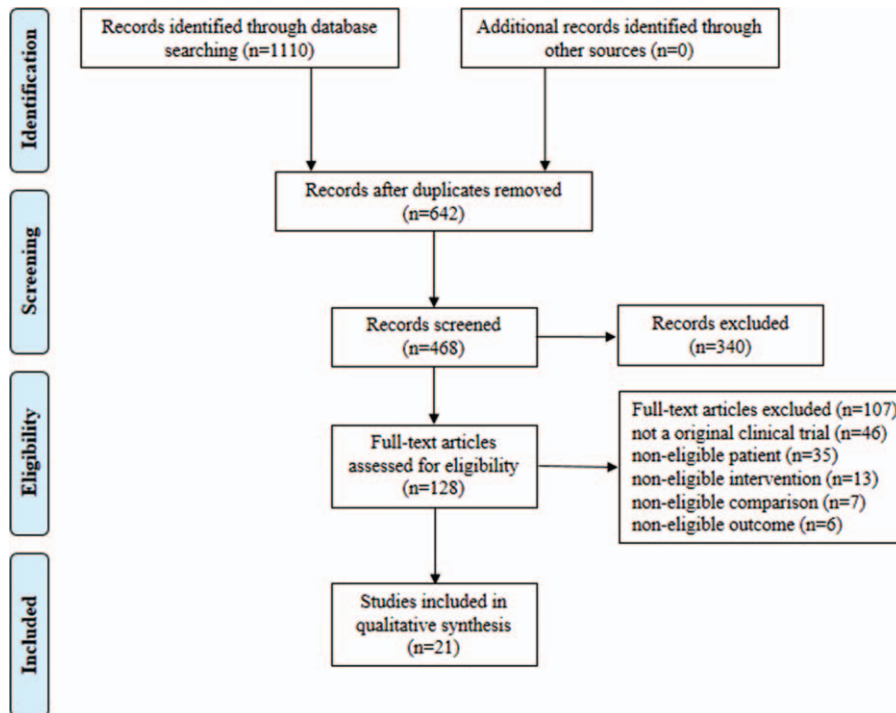 Identification
Records identified through database
searching (n=1110)
Additional records identified through
other sources (n=0)
Screening
Records after duplicates removed
(n=642)
Records screened
(n=468)
Records excluded
(n=340)
Eligibility
Full-text articles
assessed for eligibility
(n=128)
Full-text articles excluded (n=107)
not a original clinical trial (n=46)
non-eligible patient (n=35)
non-eligible intervention (n=13)
non-eligible comparison (n=7)
non-eligible outcome (n=6)
Included
Studies included in
qualitative synthesis
(n=21)